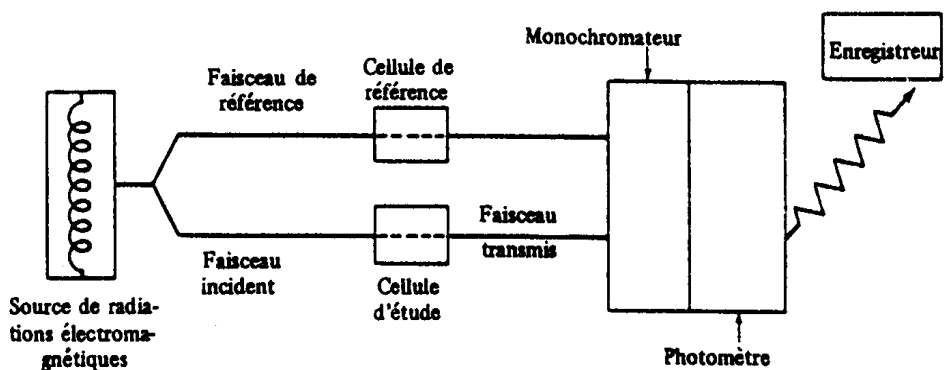 Monochromateur
Enregistreur
Faisceau de
référence
Cellule de
référence
Faisceau
transmis
Faisceau
incident
Cellule
d'étude
Source de radia-
tions électroma-
gnétiques
Photomètre